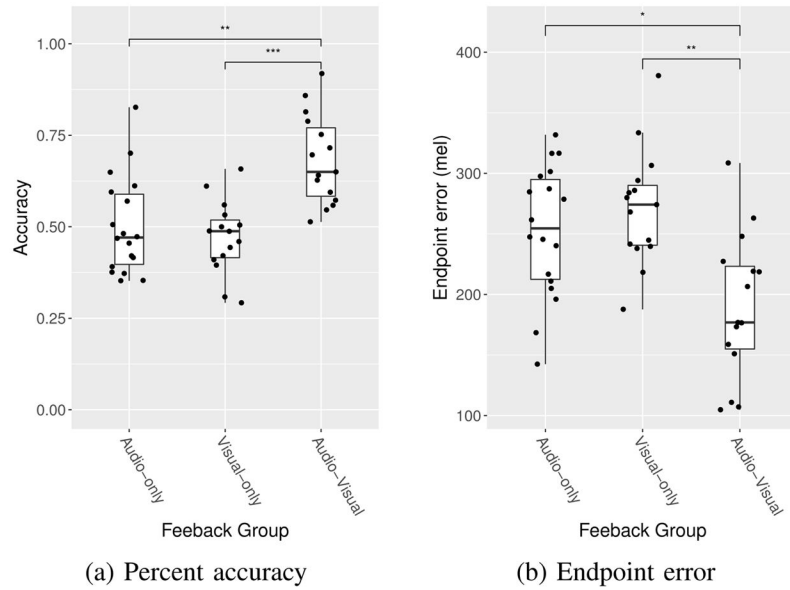 **
***
1.00
0.75
0.50
0.25
0.00
Accuracy
Audio-only
Visual-only
Audio-Visual
Feeback Group
(a) Percent accuracy
*
**
400
300
200
100
Endpoint error (mel)
Audio-only
Visual-only
Audio-Visual
Feeback Group
(b) Endpoint error